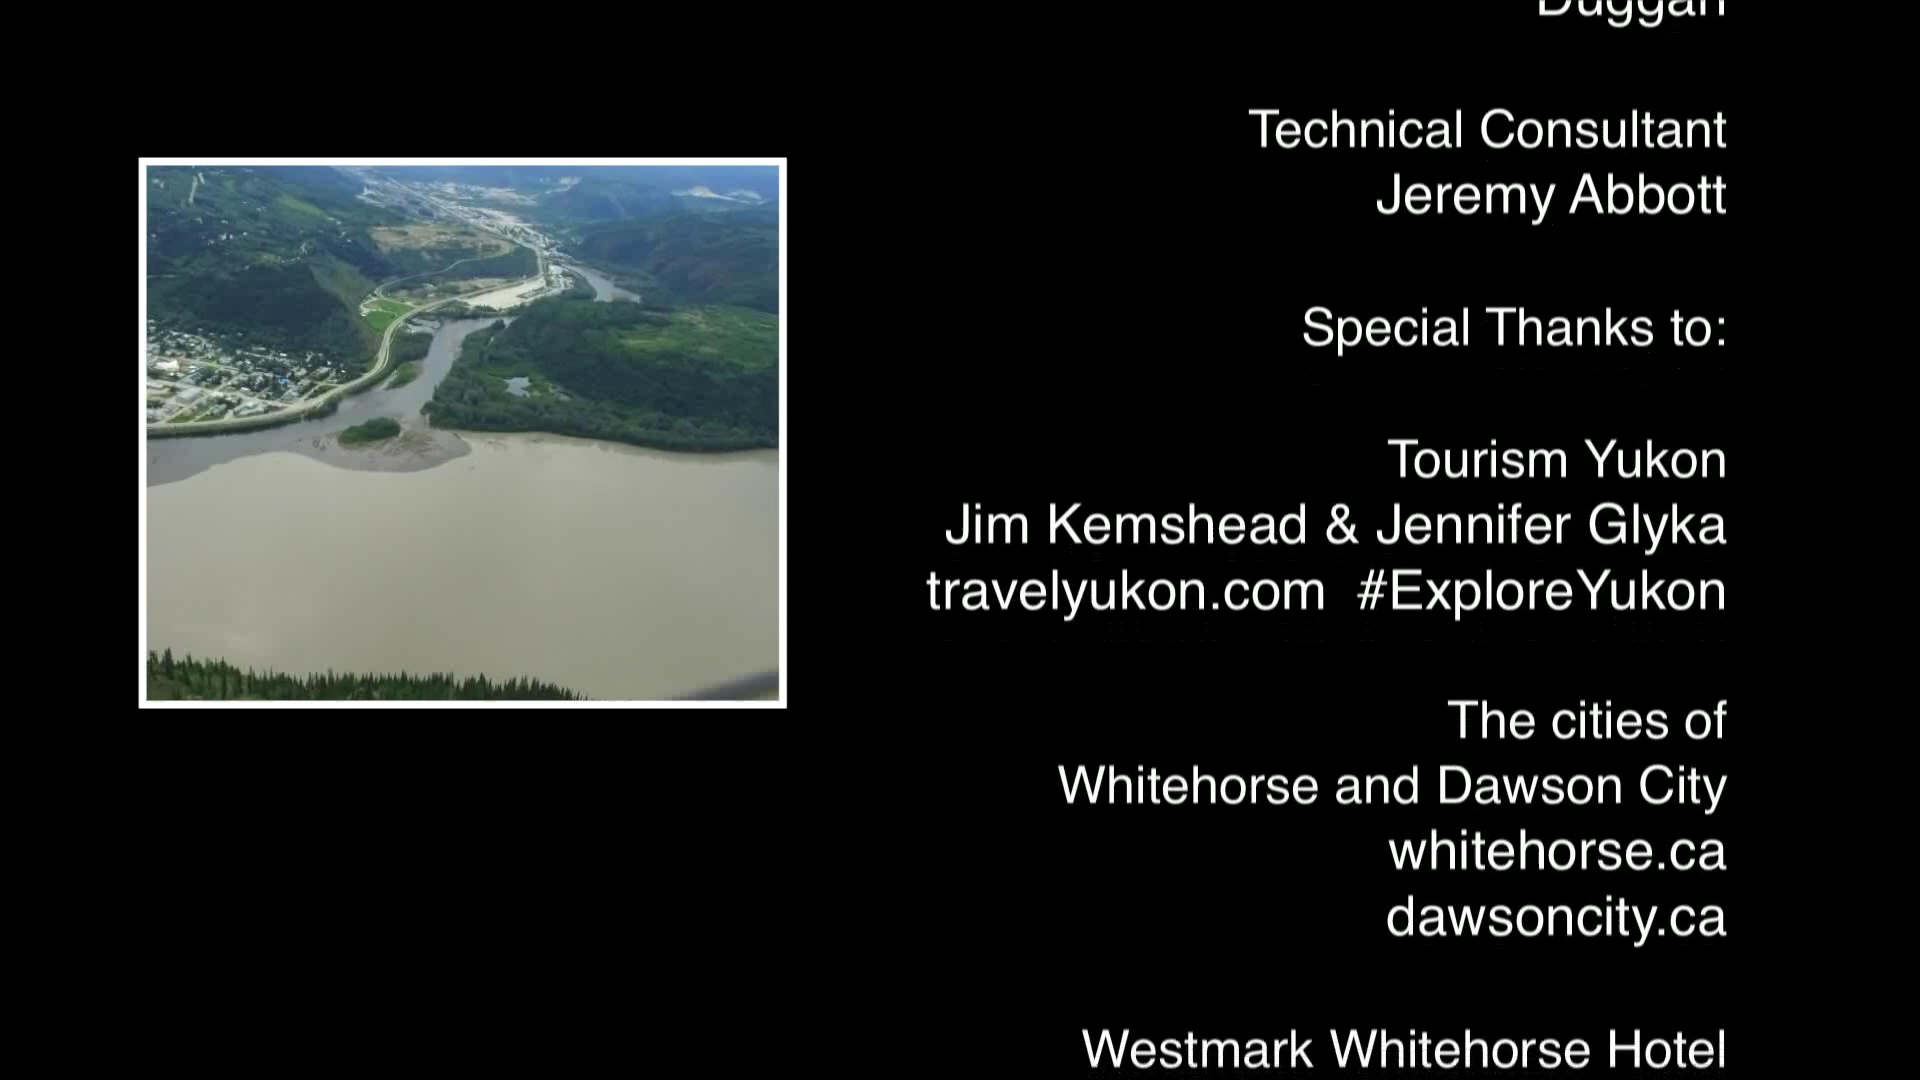 Duggan
Technical Consultant
Jeremy Abbott
Special Thanks to:
Tourism Yukon
Jim Kemshead & Jennifer Glyka
travelyukon.com #ExploreYukon
The cities of
Whitehorse and Dawson City
whitehorse.ca
dawsoncity.ca
Westmark Whitehorse Hotel